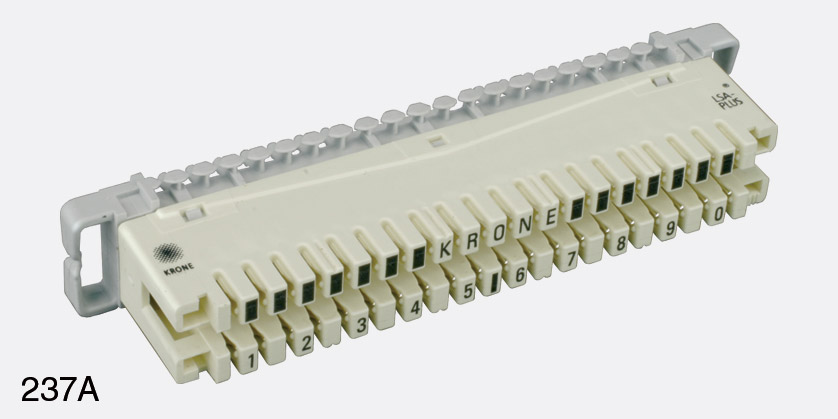 LSA-
PLUS
KRONE
KRONE
1 2 3 4 5 6 7 8 9 0
237A